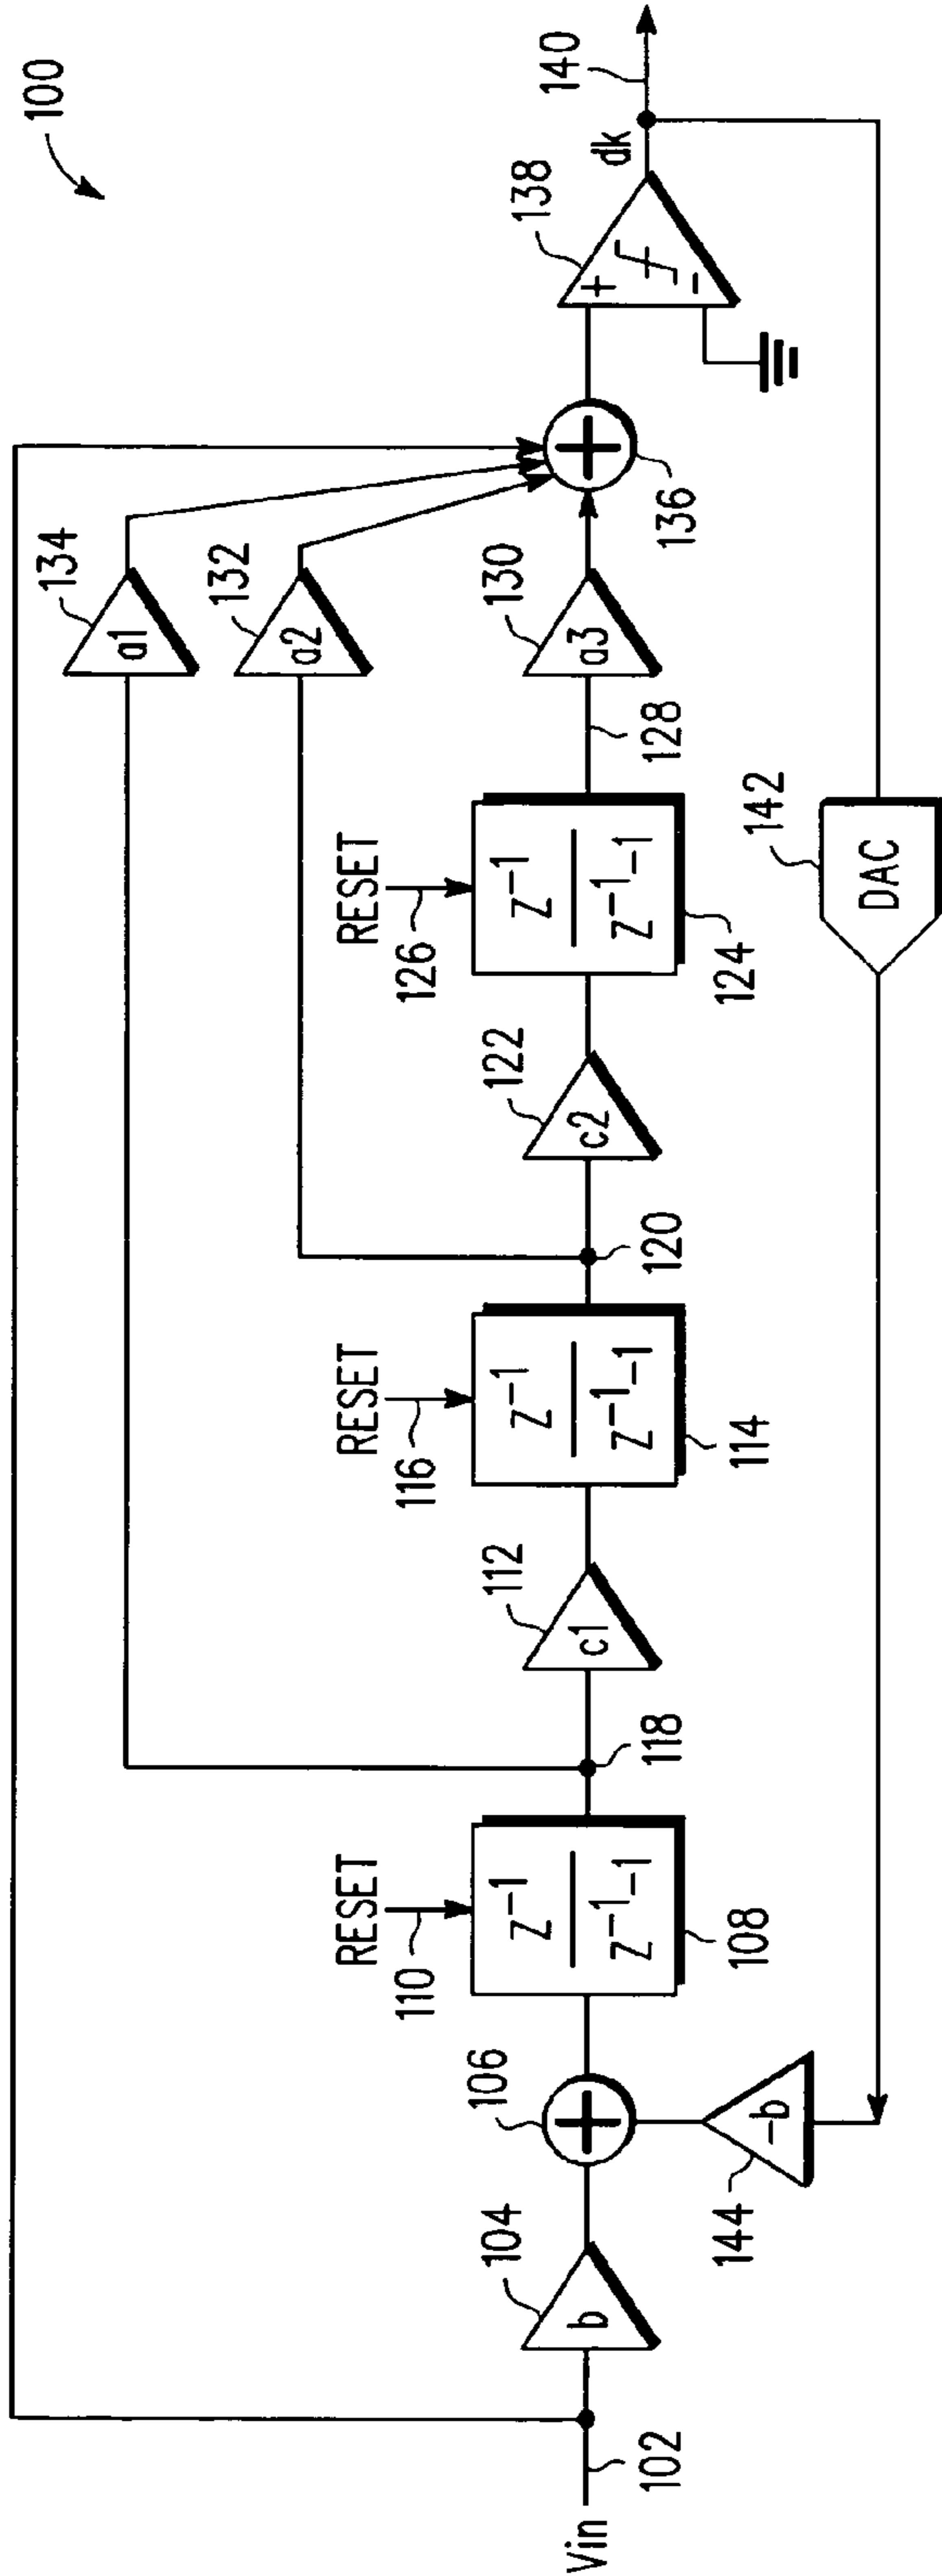 100
Vin
102
b
104
106
-b
144
RESET
110
z⁻¹
z⁻¹-1
108
118
c1
112
RESET
116
z⁻¹
z⁻¹-1
114
120
c2
122
RESET
126
z⁻¹
z⁻¹-1
124
128
a1
134
a2
132
a3
130
136
+
-
138
dk
140
DAC
142